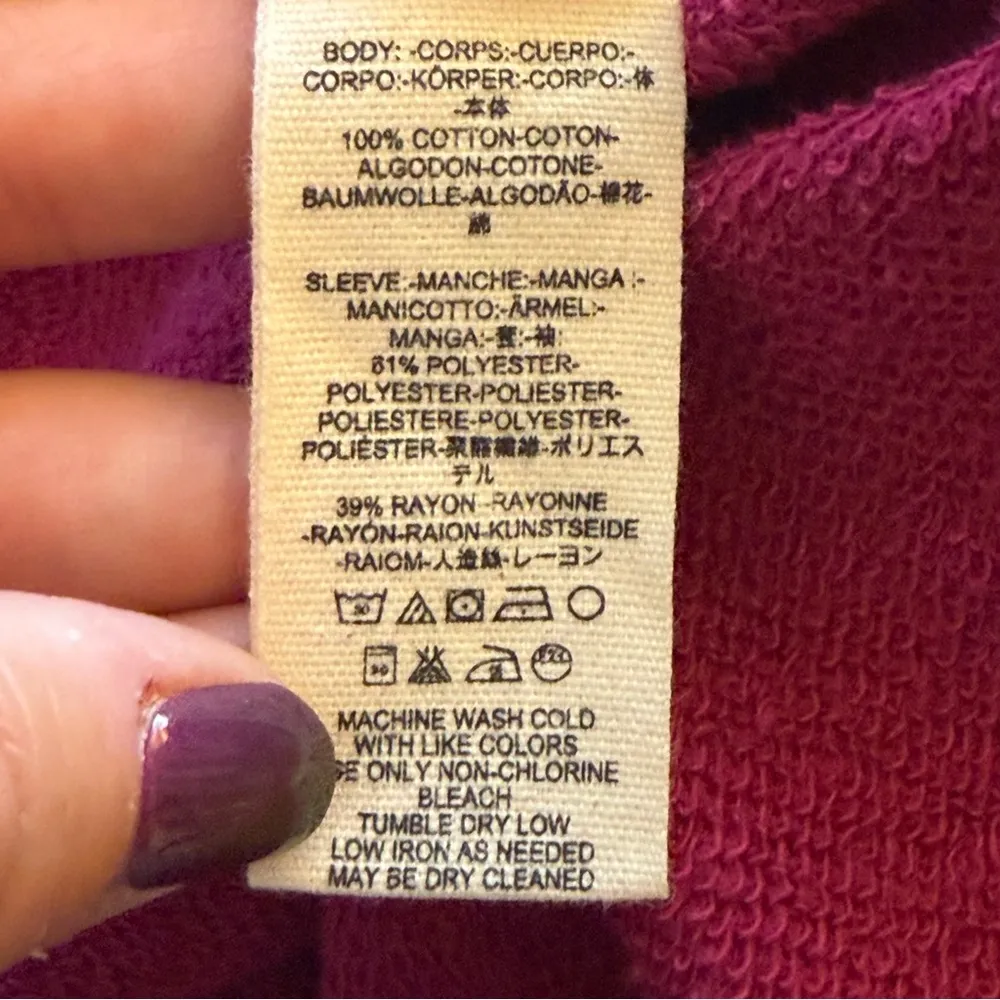 BODY: -CORPS:-CUERPO:-
CORPO:-KÖRPER:-CORPO:-体
-本体
100% COTTON-COTON-
ALGODON-COTONE-
BAUMWOLLE-ALGODÃO-棉花-
綿
SLEEVE:-MANCHE:-MANGA :-
MANICOTTO:-ÄRMEL:-
MANGA:-套:-袖:
61% POLYESTER-
POLYESTER-POLIESTER-
POLIESTERE-POLYESTER-
POLIÉSTER-聚酯纖維-ポリエス
テル
39% RAYON -RAYONNE
-RAYÓN-RAION-KUNSTSEIDE
-RAIOM-人造絲-レーヨン
30
MACHINE WASH COLD
WITH LIKE COLORS
SE ONLY NON-CHLORINE
BLEACH
TUMBLE DRY LOW
LOW IRON AS NEEDED
MAY BE DRY CLEANED